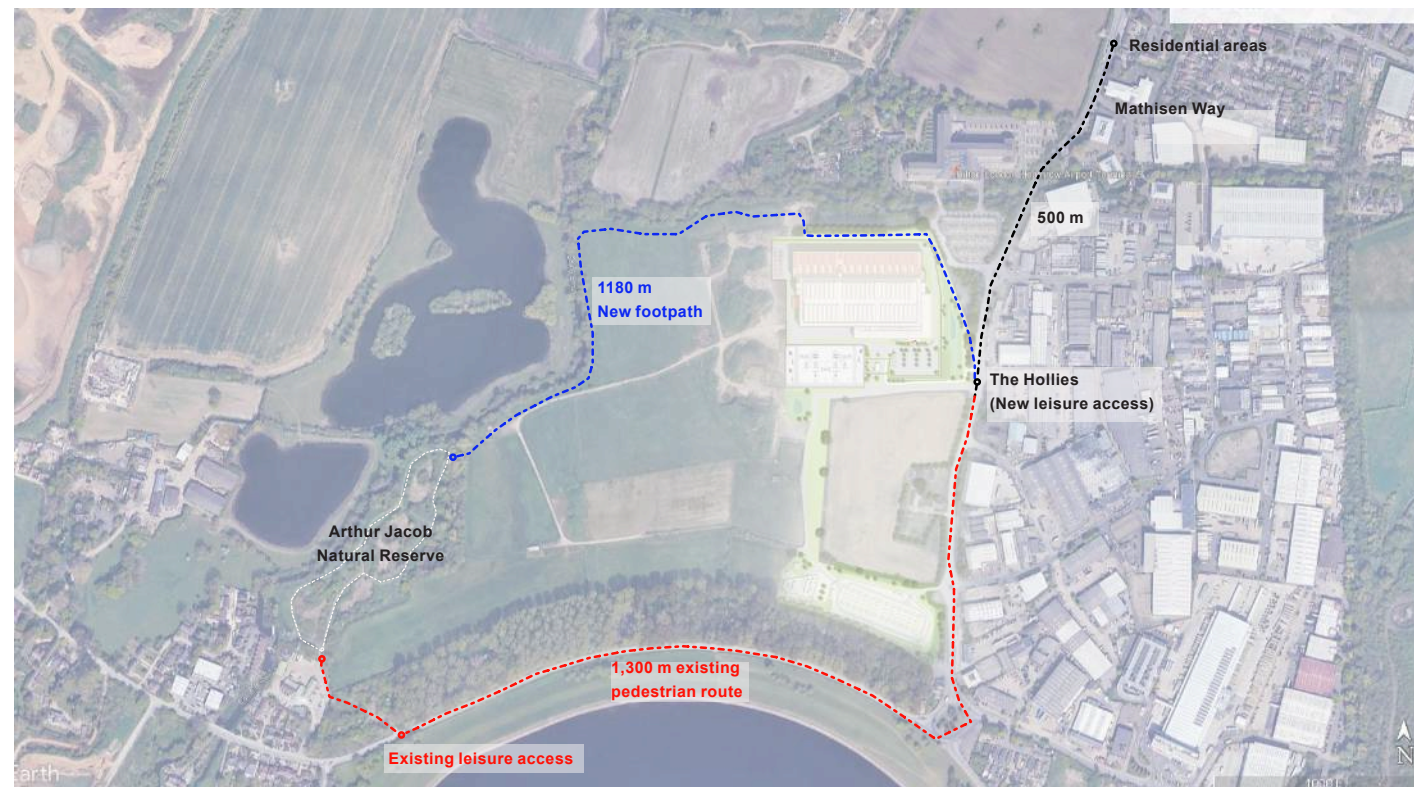 Residential areas
Mathisen Way
500 m
1180 m
New footpath
The Hollies
(New leisure access)
Arthur Jacob
Natural Reserve
1,300 m existing
pedestrian route
Existing leisure access
Earth
N